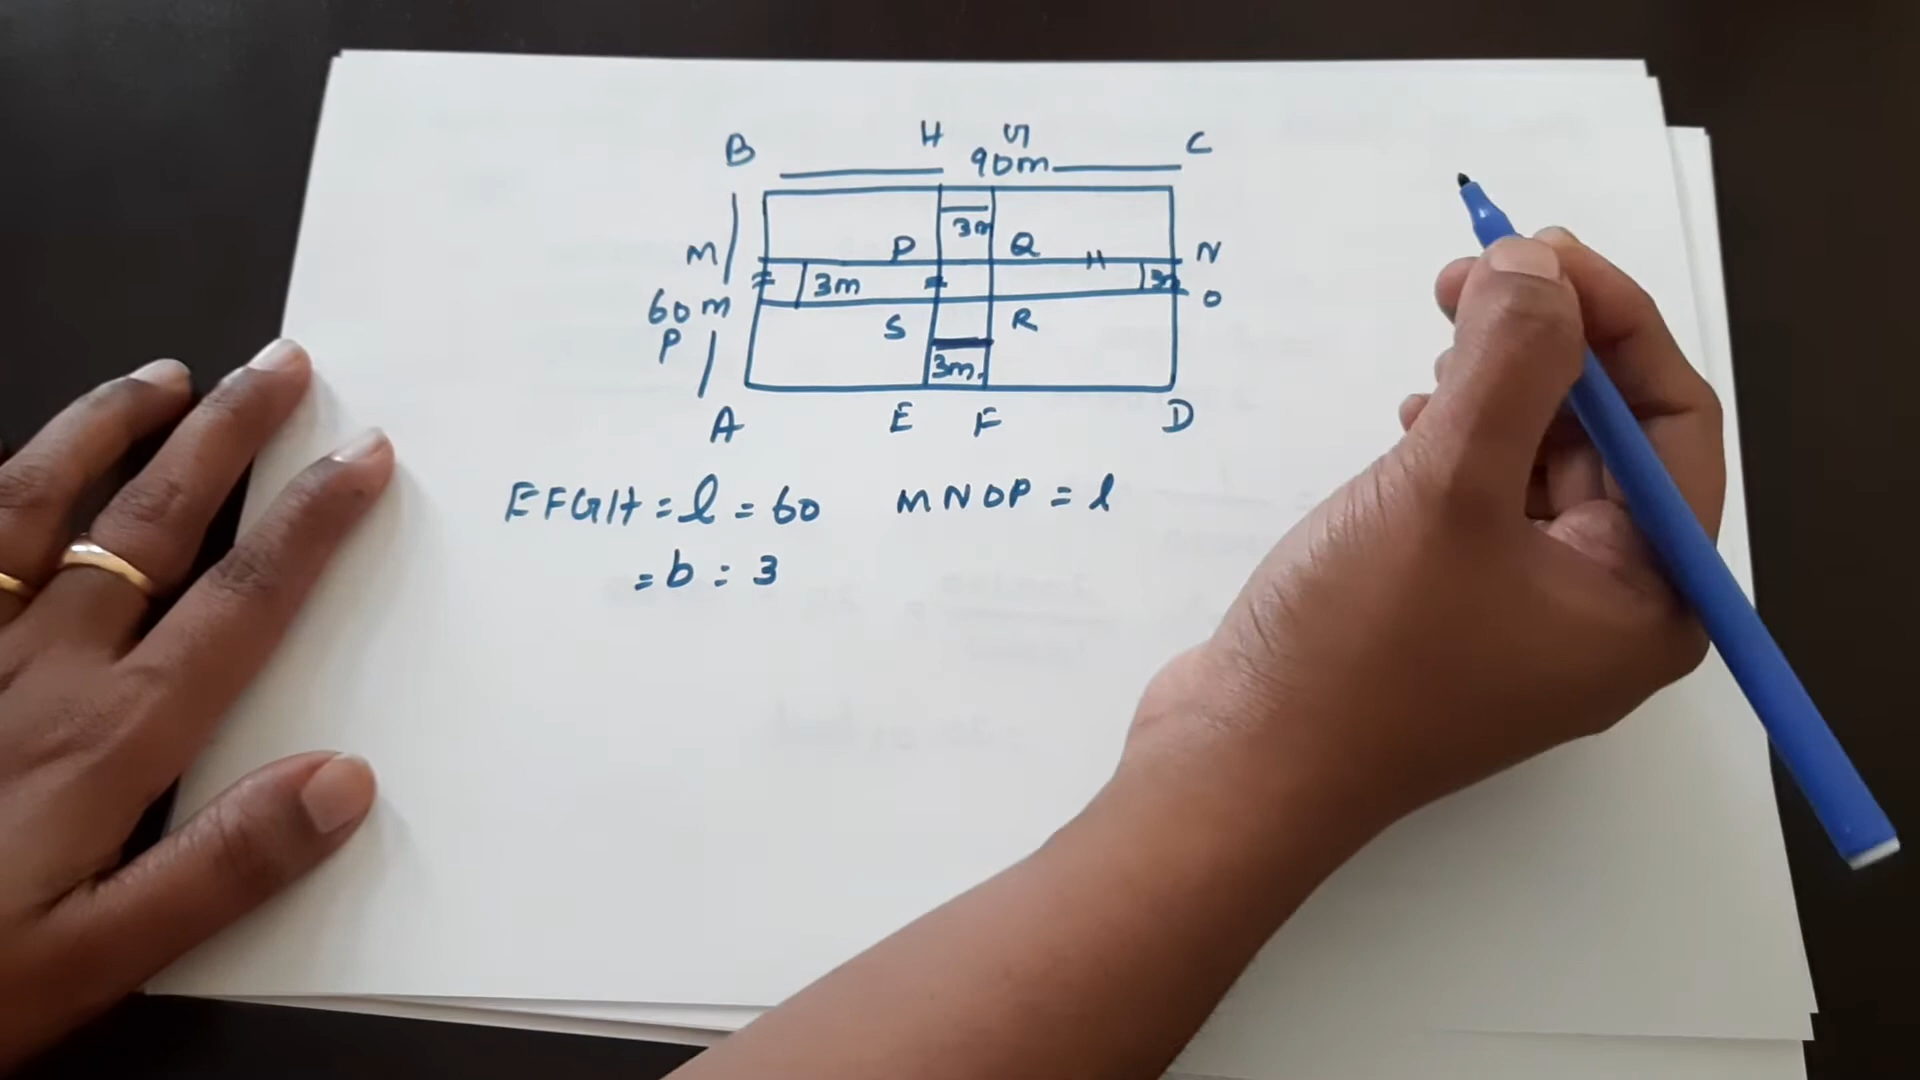 B H G C
90m
3m
M P Q N
3m 3m
60m O
P S R
3m.
A E F D
EFGH = l = 60 MNOP = l
= b = 3